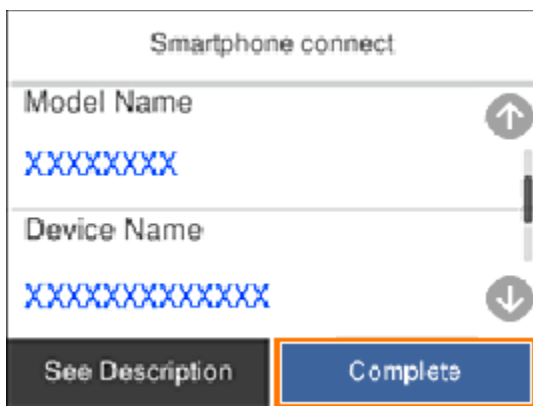 Smartphone connect
Model Name
XXXXXXXX
Device Name
XXXXXXXXXXXXX
See Description
Complete